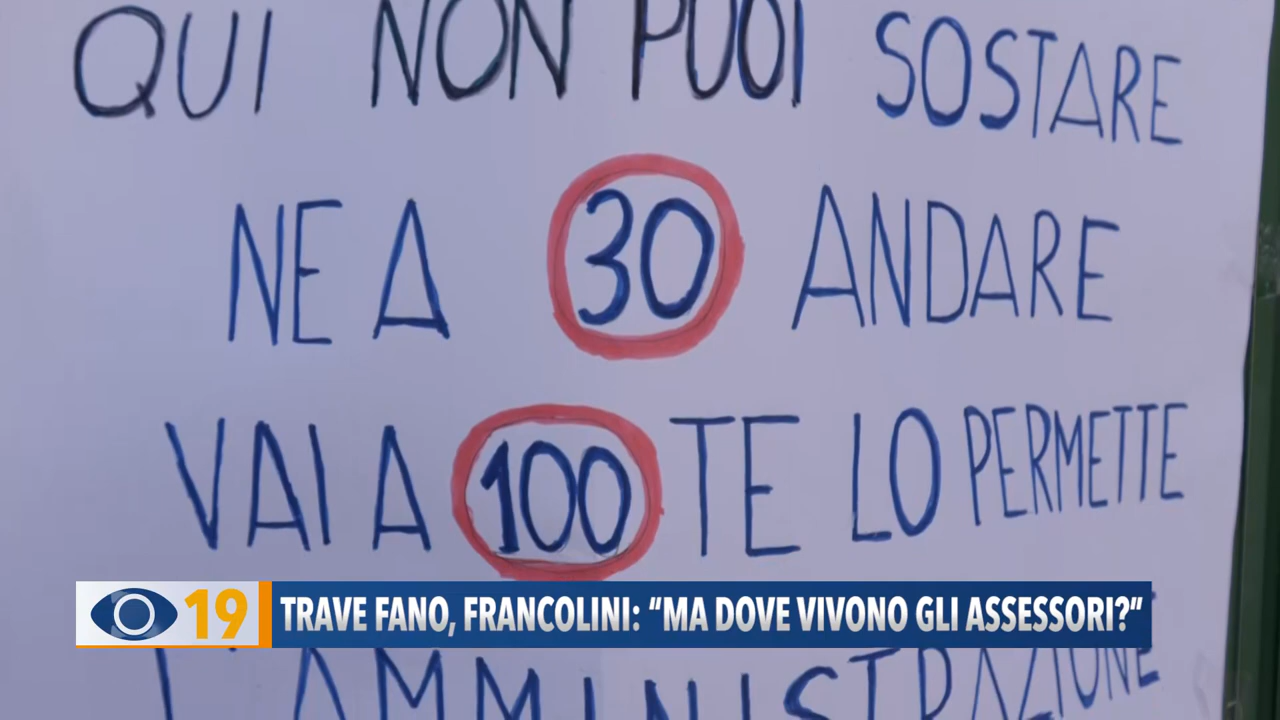 QUI NON PUOI SOSTARE
NE A 30 ANDARE
VAI A 100 TE LO PERMETTE
19 TRAVE FANO, FRANCOLINI: “MA DOVE VIVONO GLI ASSESSORI?”
L'AMMINISTRAZIONE